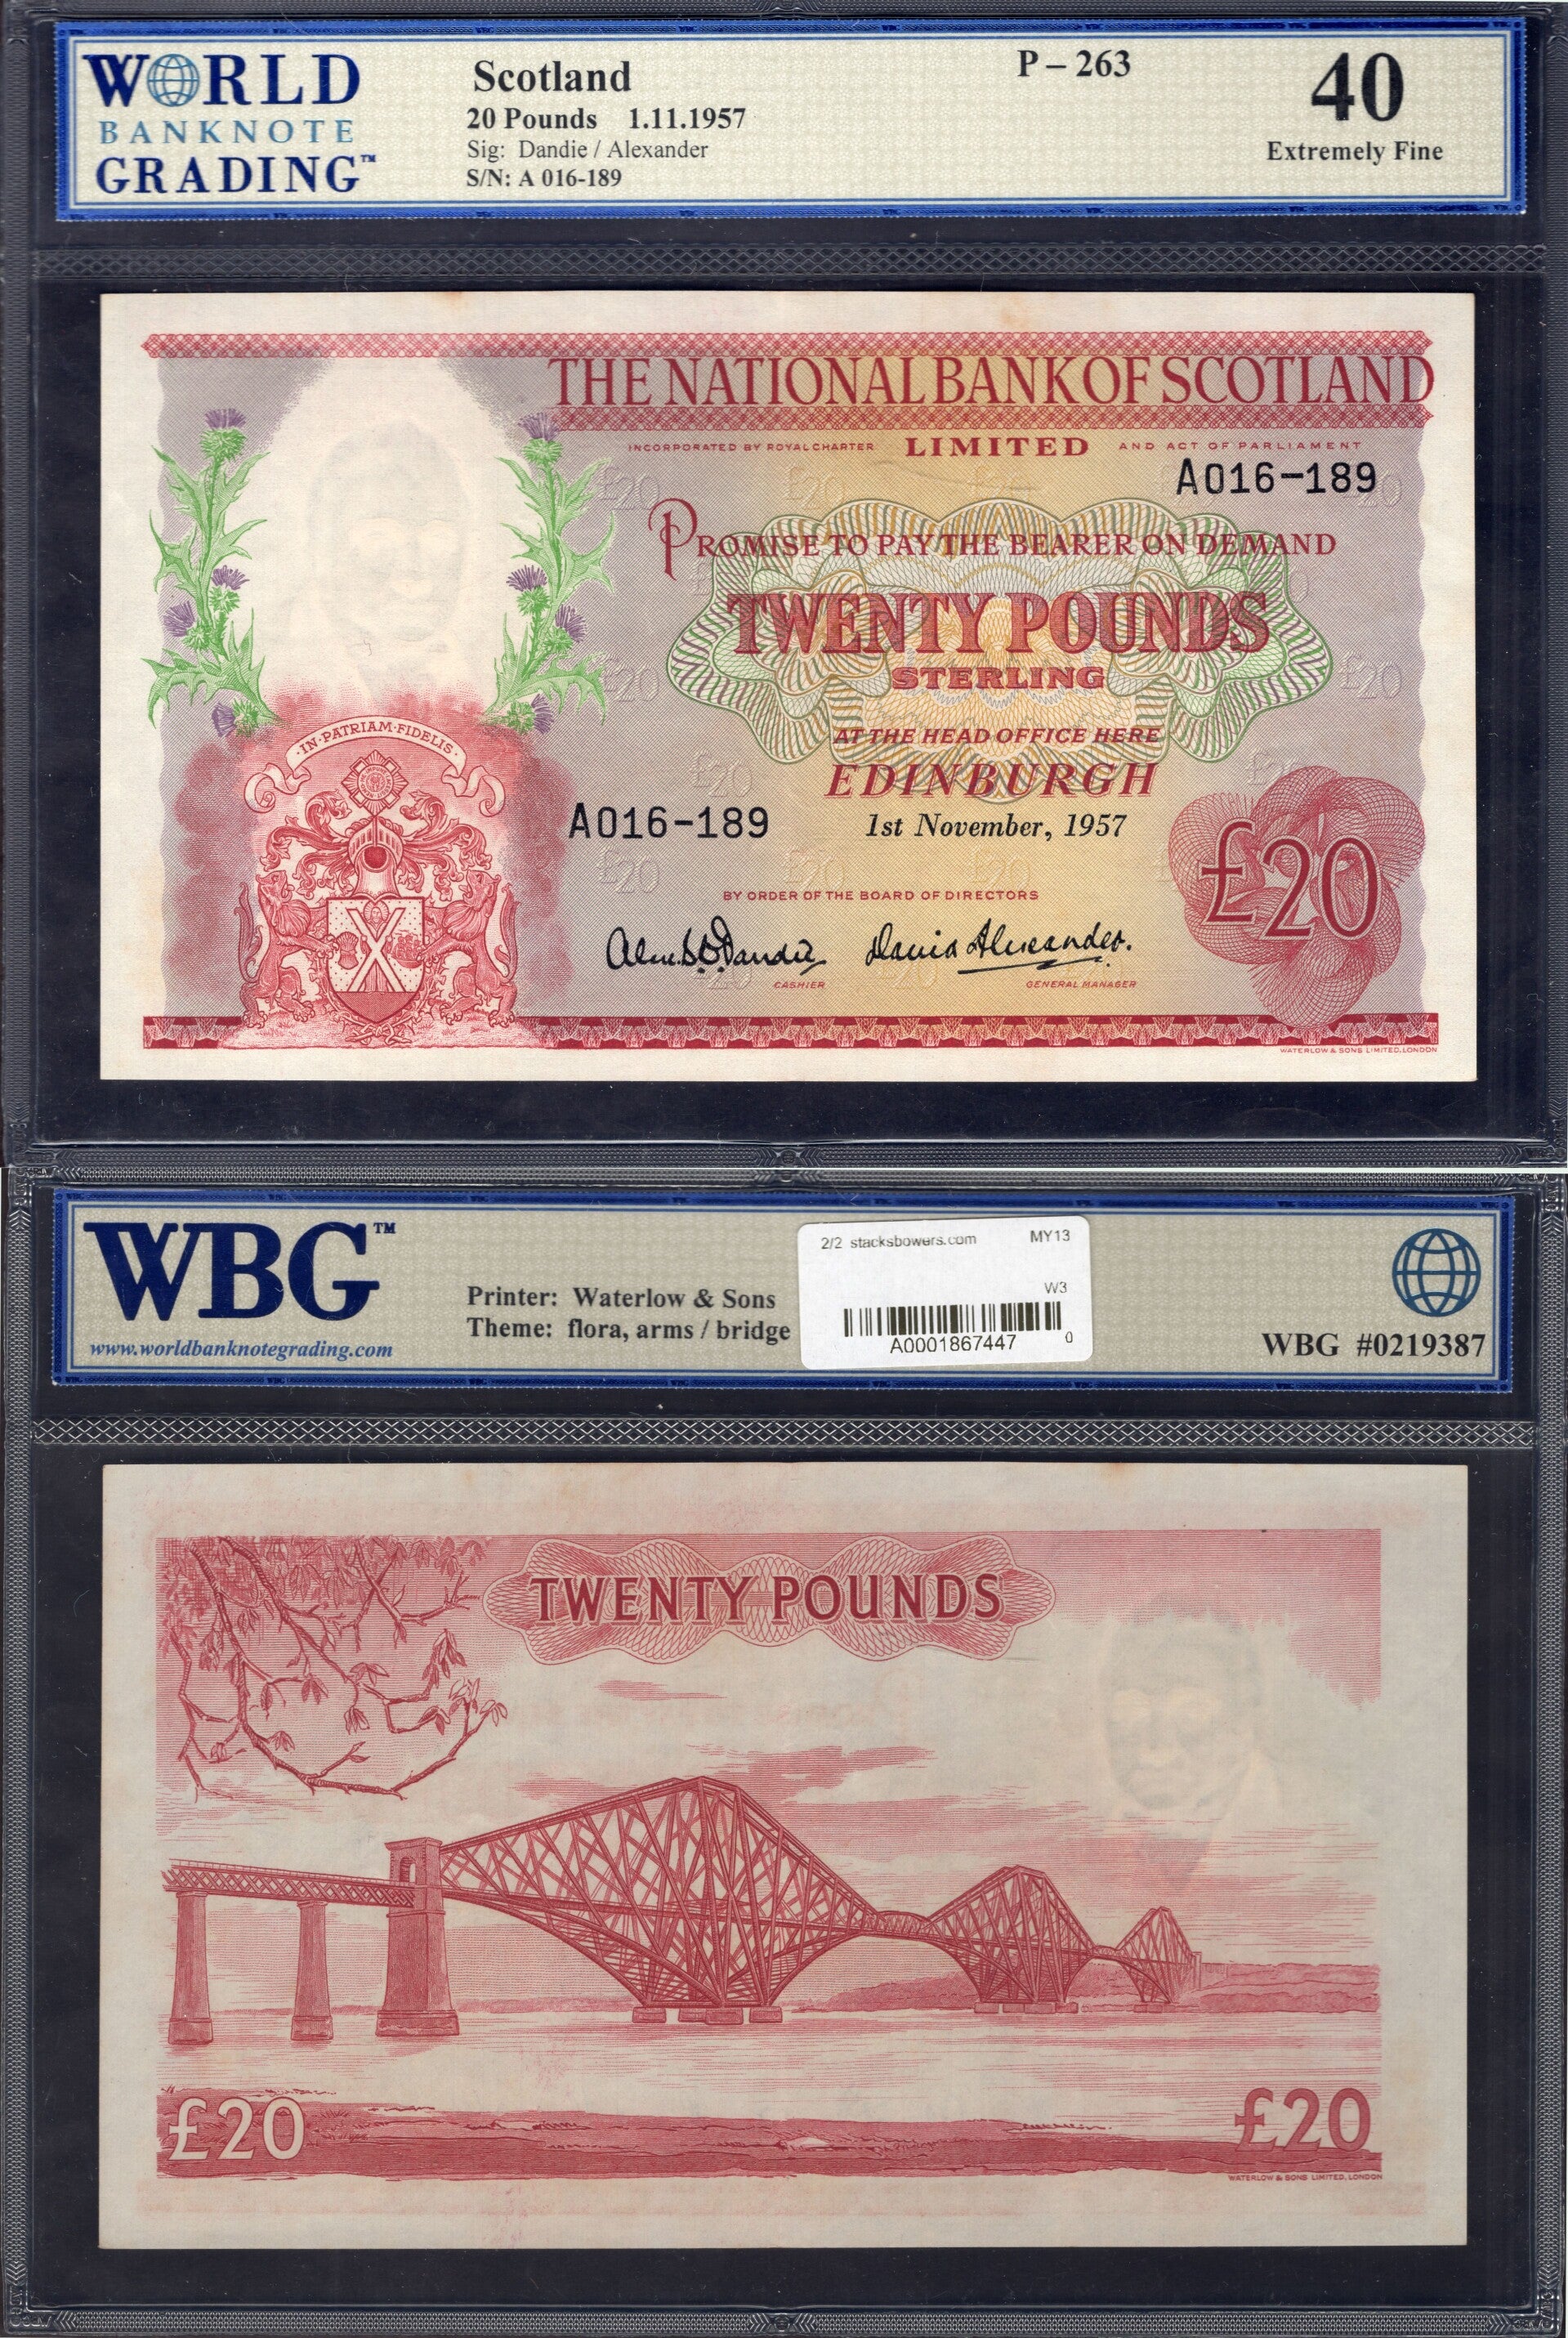 WORLD
BANKNOTE
GRADING™
Scotland
20 Pounds 1.11.1957
Sig: Dandie / Alexander
S/N: A 016-189
P – 263
40
Extremely Fine
THE NATIONAL BANK OF SCOTLAND
INCORPORATED BY ROYAL CHARTER LIMITED AND ACT OF PARLIAMENT
A016-189
PROMISE TO PAY THE BEARER ON DEMAND
TWENTY POUNDS
STERLING
AT THE HEAD OFFICE HERE
EDINBURGH
·IN·PATRIAM·FIDELIS·
A016-189
1st November, 1957
£20
BY ORDER OF THE BOARD OF DIRECTORS
David Alexander.
CASHIER
GENERAL MANAGER
WATERLOW & SONS LIMITED, LONDON
WBG™
www.worldbanknotegrading.com
Printer: Waterlow & Sons
Theme: flora, arms / bridge
2/2 stacksbowers.com MY13
W3
A0001867447 0
WBG #0219387
TWENTY POUNDS
£20
£20
WATERLOW & SONS LIMITED, LONDON